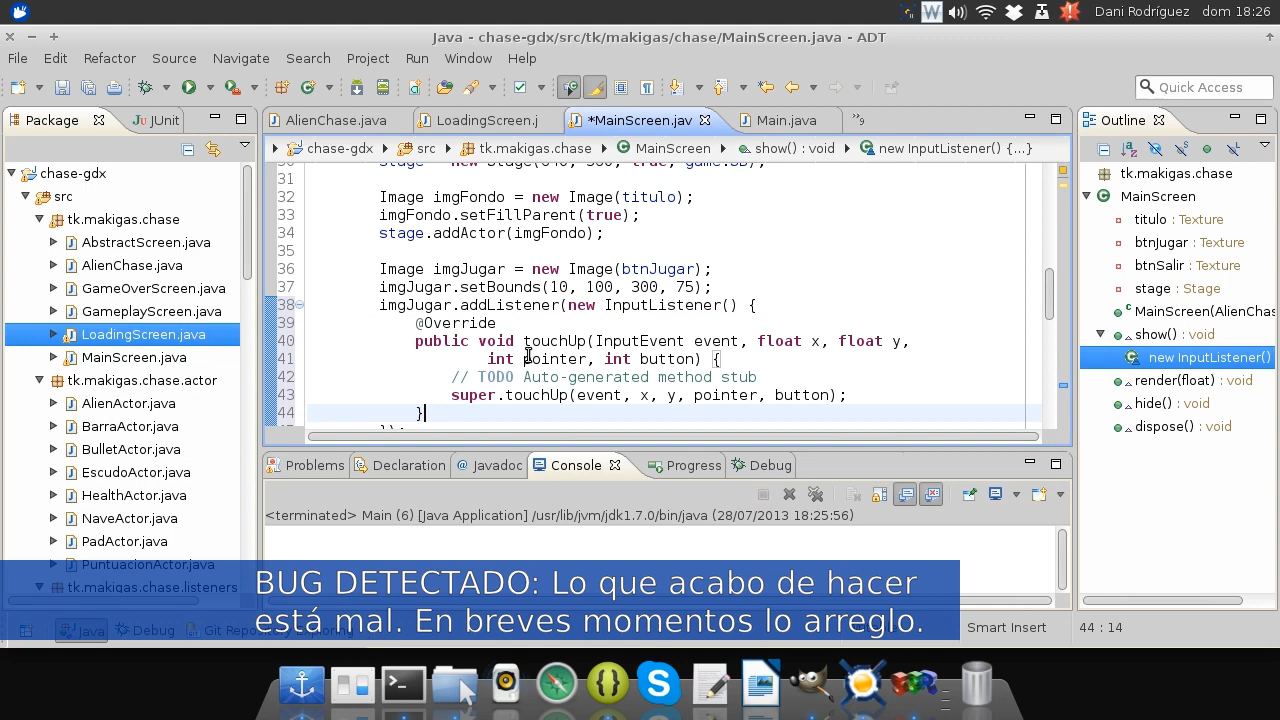 Dani Rodríguez dom 18:26
Java - chase-gdx/src/tk/makigas/chase/MainScreen.java - ADT
File Edit Refactor Source Navigate Search Project Run Window Help
Quick Access
Package JUnit
AlienChase.java LoadingScreen.j *MainScreen.jav Main.java »9
Outline
chase-gdx src tk.makigas.chase MainScreen show() : void new InputListener() {...}
chase-gdx
src
tk.makigas.chase
AbstractScreen.java
AlienChase.java
GameOverScreen.java
GameplayScreen.java
LoadingScreen.java
MainScreen.java
tk.makigas.chase.actor
AlienActor.java
BarraActor.java
BulletActor.java
EscudoActor.java
HealthActor.java
NaveActor.java
PadActor.java
PuntuacionActor.java
tk.makigas.chase.listeners
31
32 Image imgFondo = new Image(titulo);
33 imgFondo.setFillParent(true);
34 stage.addActor(imgFondo);
35
36 Image imgJugar = new Image(btnJugar);
37 imgJugar.setBounds(10, 100, 300, 75);
38 imgJugar.addListener(new InputListener() {
39 @Override
40 public void touchUp(InputEvent event, float x, float y,
41 int pointer, int button) {
42 // TODO Auto-generated method stub
43 super.touchUp(event, x, y, pointer, button);
44 }
tk.makigas.chase
MainScreen
titulo : Texture
btnJugar : Texture
btnSalir : Texture
stage : Stage
MainScreen(AlienChas
show() : void
new InputListener()
render(float) : void
hide() : void
dispose() : void
Problems Declaration Javadoc Console Progress Debug
<terminated> Main (6) [Java Application] /usr/lib/jvm/jdk1.7.0/bin/java (28/07/2013 18:25:56)
BUG DETECTADO: Lo que acabo de hacer
está mal. En breves momentos lo arreglo.
Java Debug Git Repository Exploring
Smart Insert 44 : 14